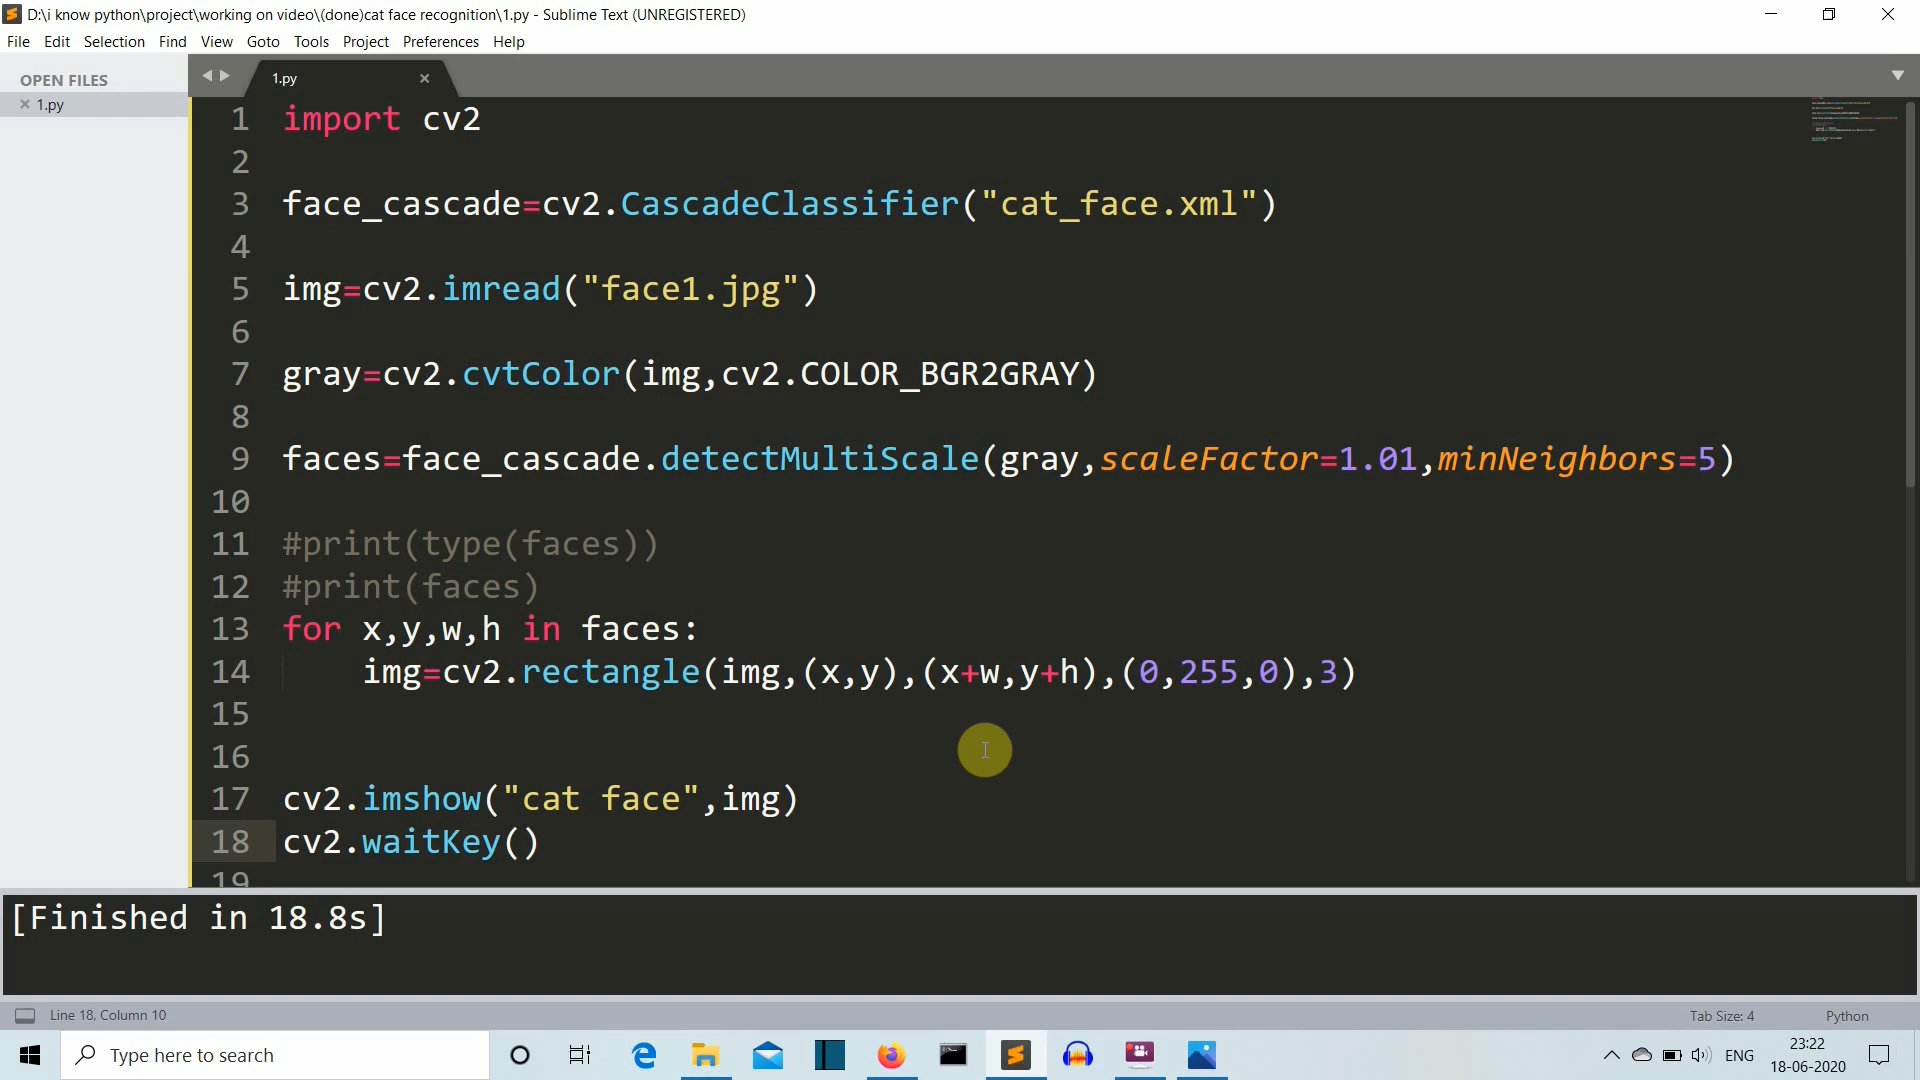 D:\i know python\project\working on video\(done)cat face recognition\1.py - Sublime Text (UNREGISTERED)
File Edit Selection Find View Goto Tools Project Preferences Help
OPEN FILES
1.py
1.py
1 import cv2
2
3 face_cascade=cv2.CascadeClassifier("cat_face.xml")
4
5 img=cv2.imread("face1.jpg")
6
7 gray=cv2.cvtColor(img,cv2.COLOR_BGR2GRAY)
8
9 faces=face_cascade.detectMultiScale(gray,scaleFactor=1.01,minNeighbors=5)
10
11 #print(type(faces))
12 #print(faces)
13 for x,y,w,h in faces:
14     img=cv2.rectangle(img,(x,y),(x+w,y+h),(0,255,0),3)
15
16
17 cv2.imshow("cat face",img)
18 cv2.waitKey()
19
[Finished in 18.8s]
Line 18, Column 10
Tab Size: 4 Python
Type here to search
ENG
23:22
18-06-2020